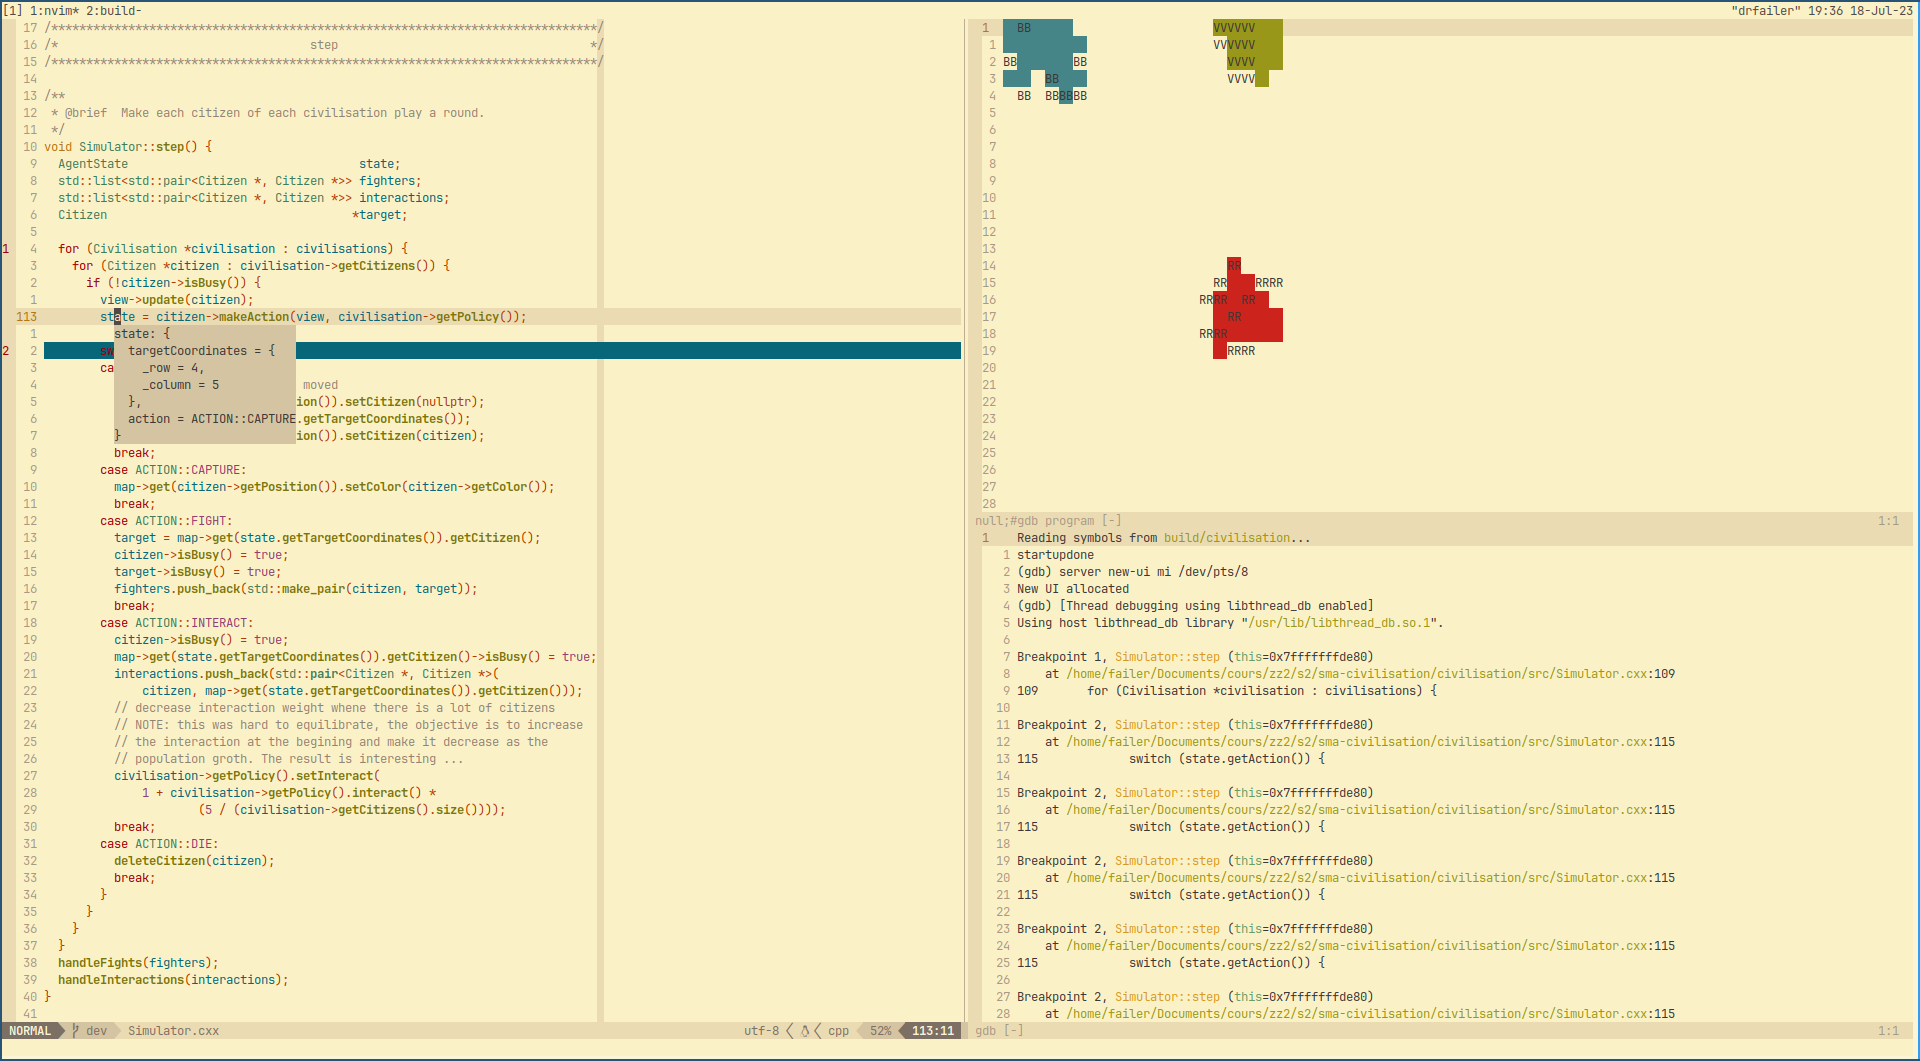 [1] 1:nvim* 2:build-
"drfailer" 19:36 18-Jul-23
17 /******************************************************************************/
16 /*                                    step                                    */
15 /******************************************************************************/
14
13 /**
12  * @brief  Make each citizen of each civilisation play a round.
11  */
10 void Simulator::step() {
9   AgentState                                 state;
8   std::list<std::pair<Citizen *, Citizen *>> fighters;
7   std::list<std::pair<Citizen *, Citizen *>> interactions;
6   Citizen                                   *target;
5
1 4   for (Civilisation *civilisation : civilisations) {
3     for (Citizen *citizen : civilisation->getCitizens()) {
2       if (!citizen->isBusy()) {
1         view->update(citizen);
113         state = citizen->makeAction(view, civilisation->getPolicy());
1           state: {
2 2         sw  targetCoordinates = {
3         ca    _row = 4,
4               _column = 5            moved
5             },                      ion()).setCitizen(nullptr);
6             action = ACTION::CAPTURE.getTargetCoordinates());
7           }                         ion()).setCitizen(citizen);
8           break;
9         case ACTION::CAPTURE:
10           map->get(citizen->getPosition()).setColor(citizen->getColor());
11           break;
12         case ACTION::FIGHT:
13           target = map->get(state.getTargetCoordinates()).getCitizen();
14           citizen->isBusy() = true;
15           target->isBusy() = true;
16           fighters.push_back(std::make_pair(citizen, target));
17           break;
18         case ACTION::INTERACT:
19           citizen->isBusy() = true;
20           map->get(state.getTargetCoordinates()).getCitizen()->isBusy() = true;
21           interactions.push_back(std::pair<Citizen *, Citizen *>(
22               citizen, map->get(state.getTargetCoordinates()).getCitizen()));
23           // decrease interaction weight whene there is a lot of citizens
24           // NOTE: this was hard to equilibrate, the objective is to increase
25           // the interaction at the begining and make it decrease as the
26           // population groth. The result is interesting ...
27           civilisation->getPolicy().setInteract(
28               1 + civilisation->getPolicy().interact() *
29                       (5 / (civilisation->getCitizens().size())));
30           break;
31         case ACTION::DIE:
32           deleteCitizen(citizen);
33           break;
34         }
35       }
36     }
37   }
38   handleFights(fighters);
39   handleInteractions(interactions);
40 }
41
NORMAL dev Simulator.cxx utf-8 cpp 52% 113:11
1   BB                          VVVVVV
1                               VVVVVV
2 BB        BB                    VVVV
3       BB                        VVVV
4   BB  BBBBBB
5
6
7
8
9
10
11
12
13
14                                 RR
15                               RR    RRRR
16                             RRRR  RR
17                                 RR
18                             RRRR
19                                 RRRR
20
21
22
23
24
25
26
27
28
null;#gdb program [-] 1:1
1     Reading symbols from build/civilisation...
1 startupdone
2 (gdb) server new-ui mi /dev/pts/8
3 New UI allocated
4 (gdb) [Thread debugging using libthread_db enabled]
5 Using host libthread_db library "/usr/lib/libthread_db.so.1".
6
7 Breakpoint 1, Simulator::step (this=0x7fffffffde80)
8     at /home/failer/Documents/cours/zz2/s2/sma-civilisation/civilisation/src/Simulator.cxx:109
9 109       for (Civilisation *civilisation : civilisations) {
10
11 Breakpoint 2, Simulator::step (this=0x7fffffffde80)
12     at /home/failer/Documents/cours/zz2/s2/sma-civilisation/civilisation/src/Simulator.cxx:115
13 115             switch (state.getAction()) {
14
15 Breakpoint 2, Simulator::step (this=0x7fffffffde80)
16     at /home/failer/Documents/cours/zz2/s2/sma-civilisation/civilisation/src/Simulator.cxx:115
17 115             switch (state.getAction()) {
18
19 Breakpoint 2, Simulator::step (this=0x7fffffffde80)
20     at /home/failer/Documents/cours/zz2/s2/sma-civilisation/civilisation/src/Simulator.cxx:115
21 115             switch (state.getAction()) {
22
23 Breakpoint 2, Simulator::step (this=0x7fffffffde80)
24     at /home/failer/Documents/cours/zz2/s2/sma-civilisation/civilisation/src/Simulator.cxx:115
25 115             switch (state.getAction()) {
26
27 Breakpoint 2, Simulator::step (this=0x7fffffffde80)
28     at /home/failer/Documents/cours/zz2/s2/sma-civilisation/civilisation/src/Simulator.cxx:115
gdb [-] 1:1